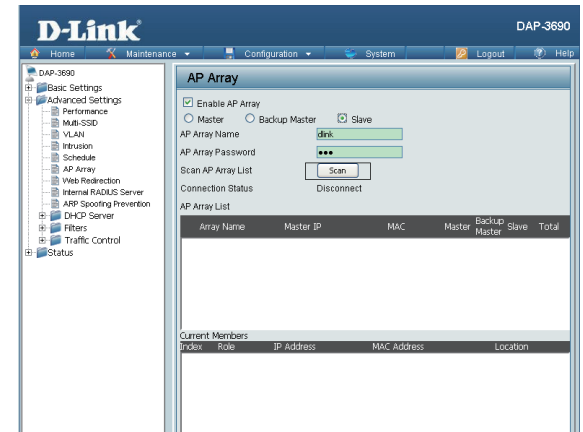 D-Link®
DAP-3690
Home Maintenance Configuration System Logout Help
DAP-3690
Basic Settings
Advanced Settings
Performance
Multi-SSID
VLAN
Intrusion
Schedule
AP Array
Web Redirection
Internal RADIUS Server
ARP Spoofing Prevention
DHCP Server
Filters
Traffic Control
Status
AP Array
Enable AP Array
Master Backup Master Slave
AP Array Name dlink
AP Array Password •••
Scan AP Array List Scan
Connection Status Disconnect
AP Array List
Array Name Master IP MAC Master Backup Master Slave Total
Current Members
Index Role IP Address MAC Address Location